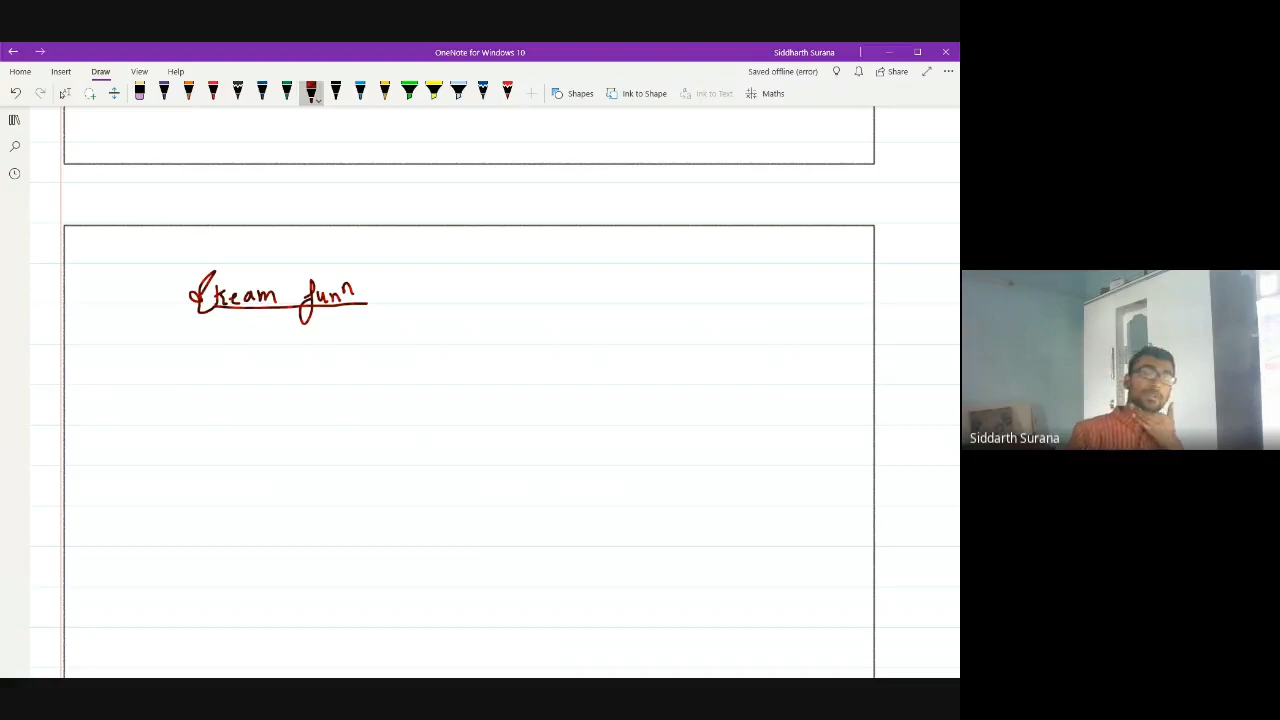 OneNote for Windows 10
Siddharth Surana
Home Insert Draw View Help
Saved offline (error) Share
Shapes Ink to Shape Ink to Text Maths
Stream funⁿ
Siddarth Surana